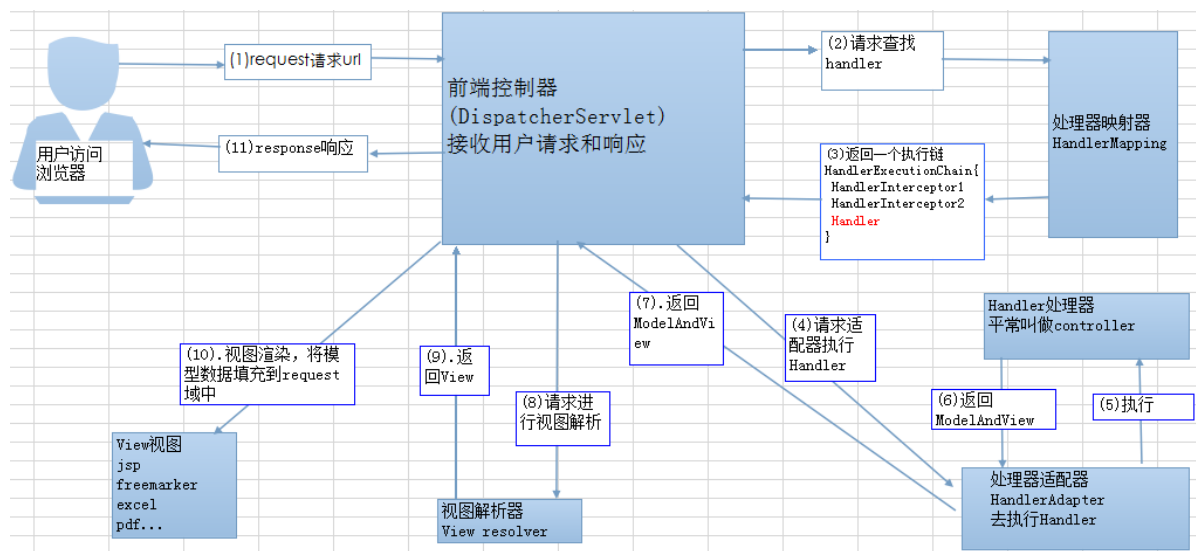 (1)request请求url
(11)response响应
用户访问
浏览器
前端控制器
(DispatcherServlet)
接收用户请求和响应
(2)请求查找
handler
处理器映射器
HandlerMapping
(3)返回一个执行链
HandlerExecutionChain{
HandlerInterceptor1
HandlerInterceptor2
Handler
}
(10).视图渲染，将模
型数据填充到request
域中
(9).返
回View
(8)请求进
行视图解析
(7).返回
ModelAndVi
ew
(4)请求适
配器执行
Handler
Handler处理器
平常叫做controller
(6)返回
ModelAndView
(5)执行
View视图
jsp
freemarker
excel
pdf...
视图解析器
View resolver
处理器适配器
HandlerAdapter
去执行Handler